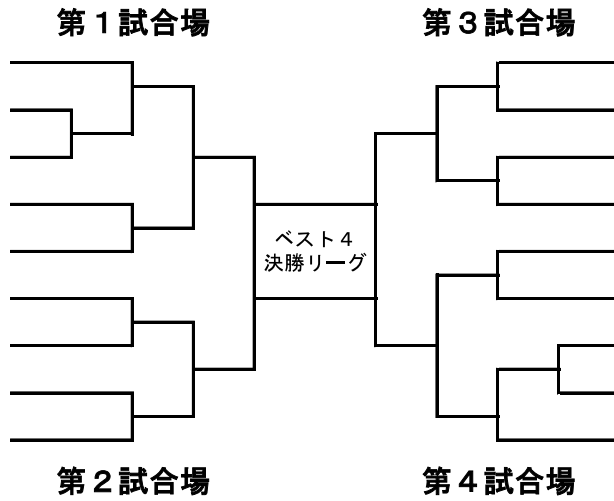 第１試合場
第３試合場
ベスト４
決勝リーグ
第２試合場
第４試合場